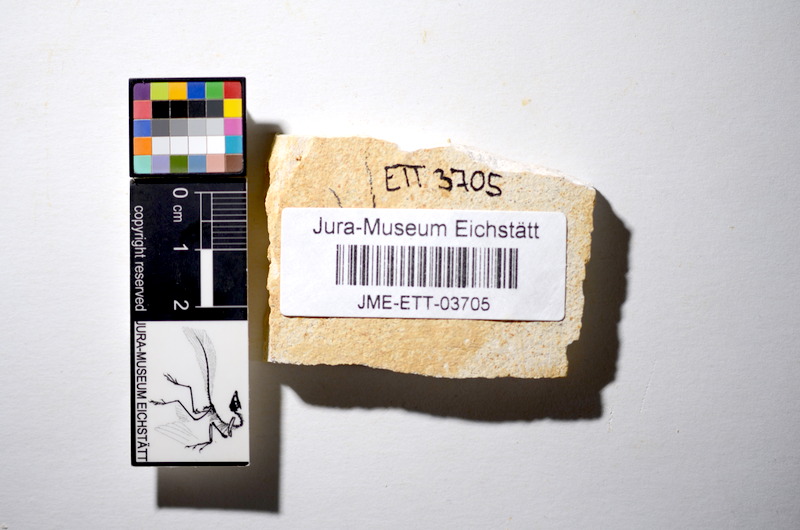 ETT 3705
Jura-Museum Eichstätt
JME-ETT-03705
0
cm
1
2
copyright reserved
JURA-MUSEUM EICHSTÄTT